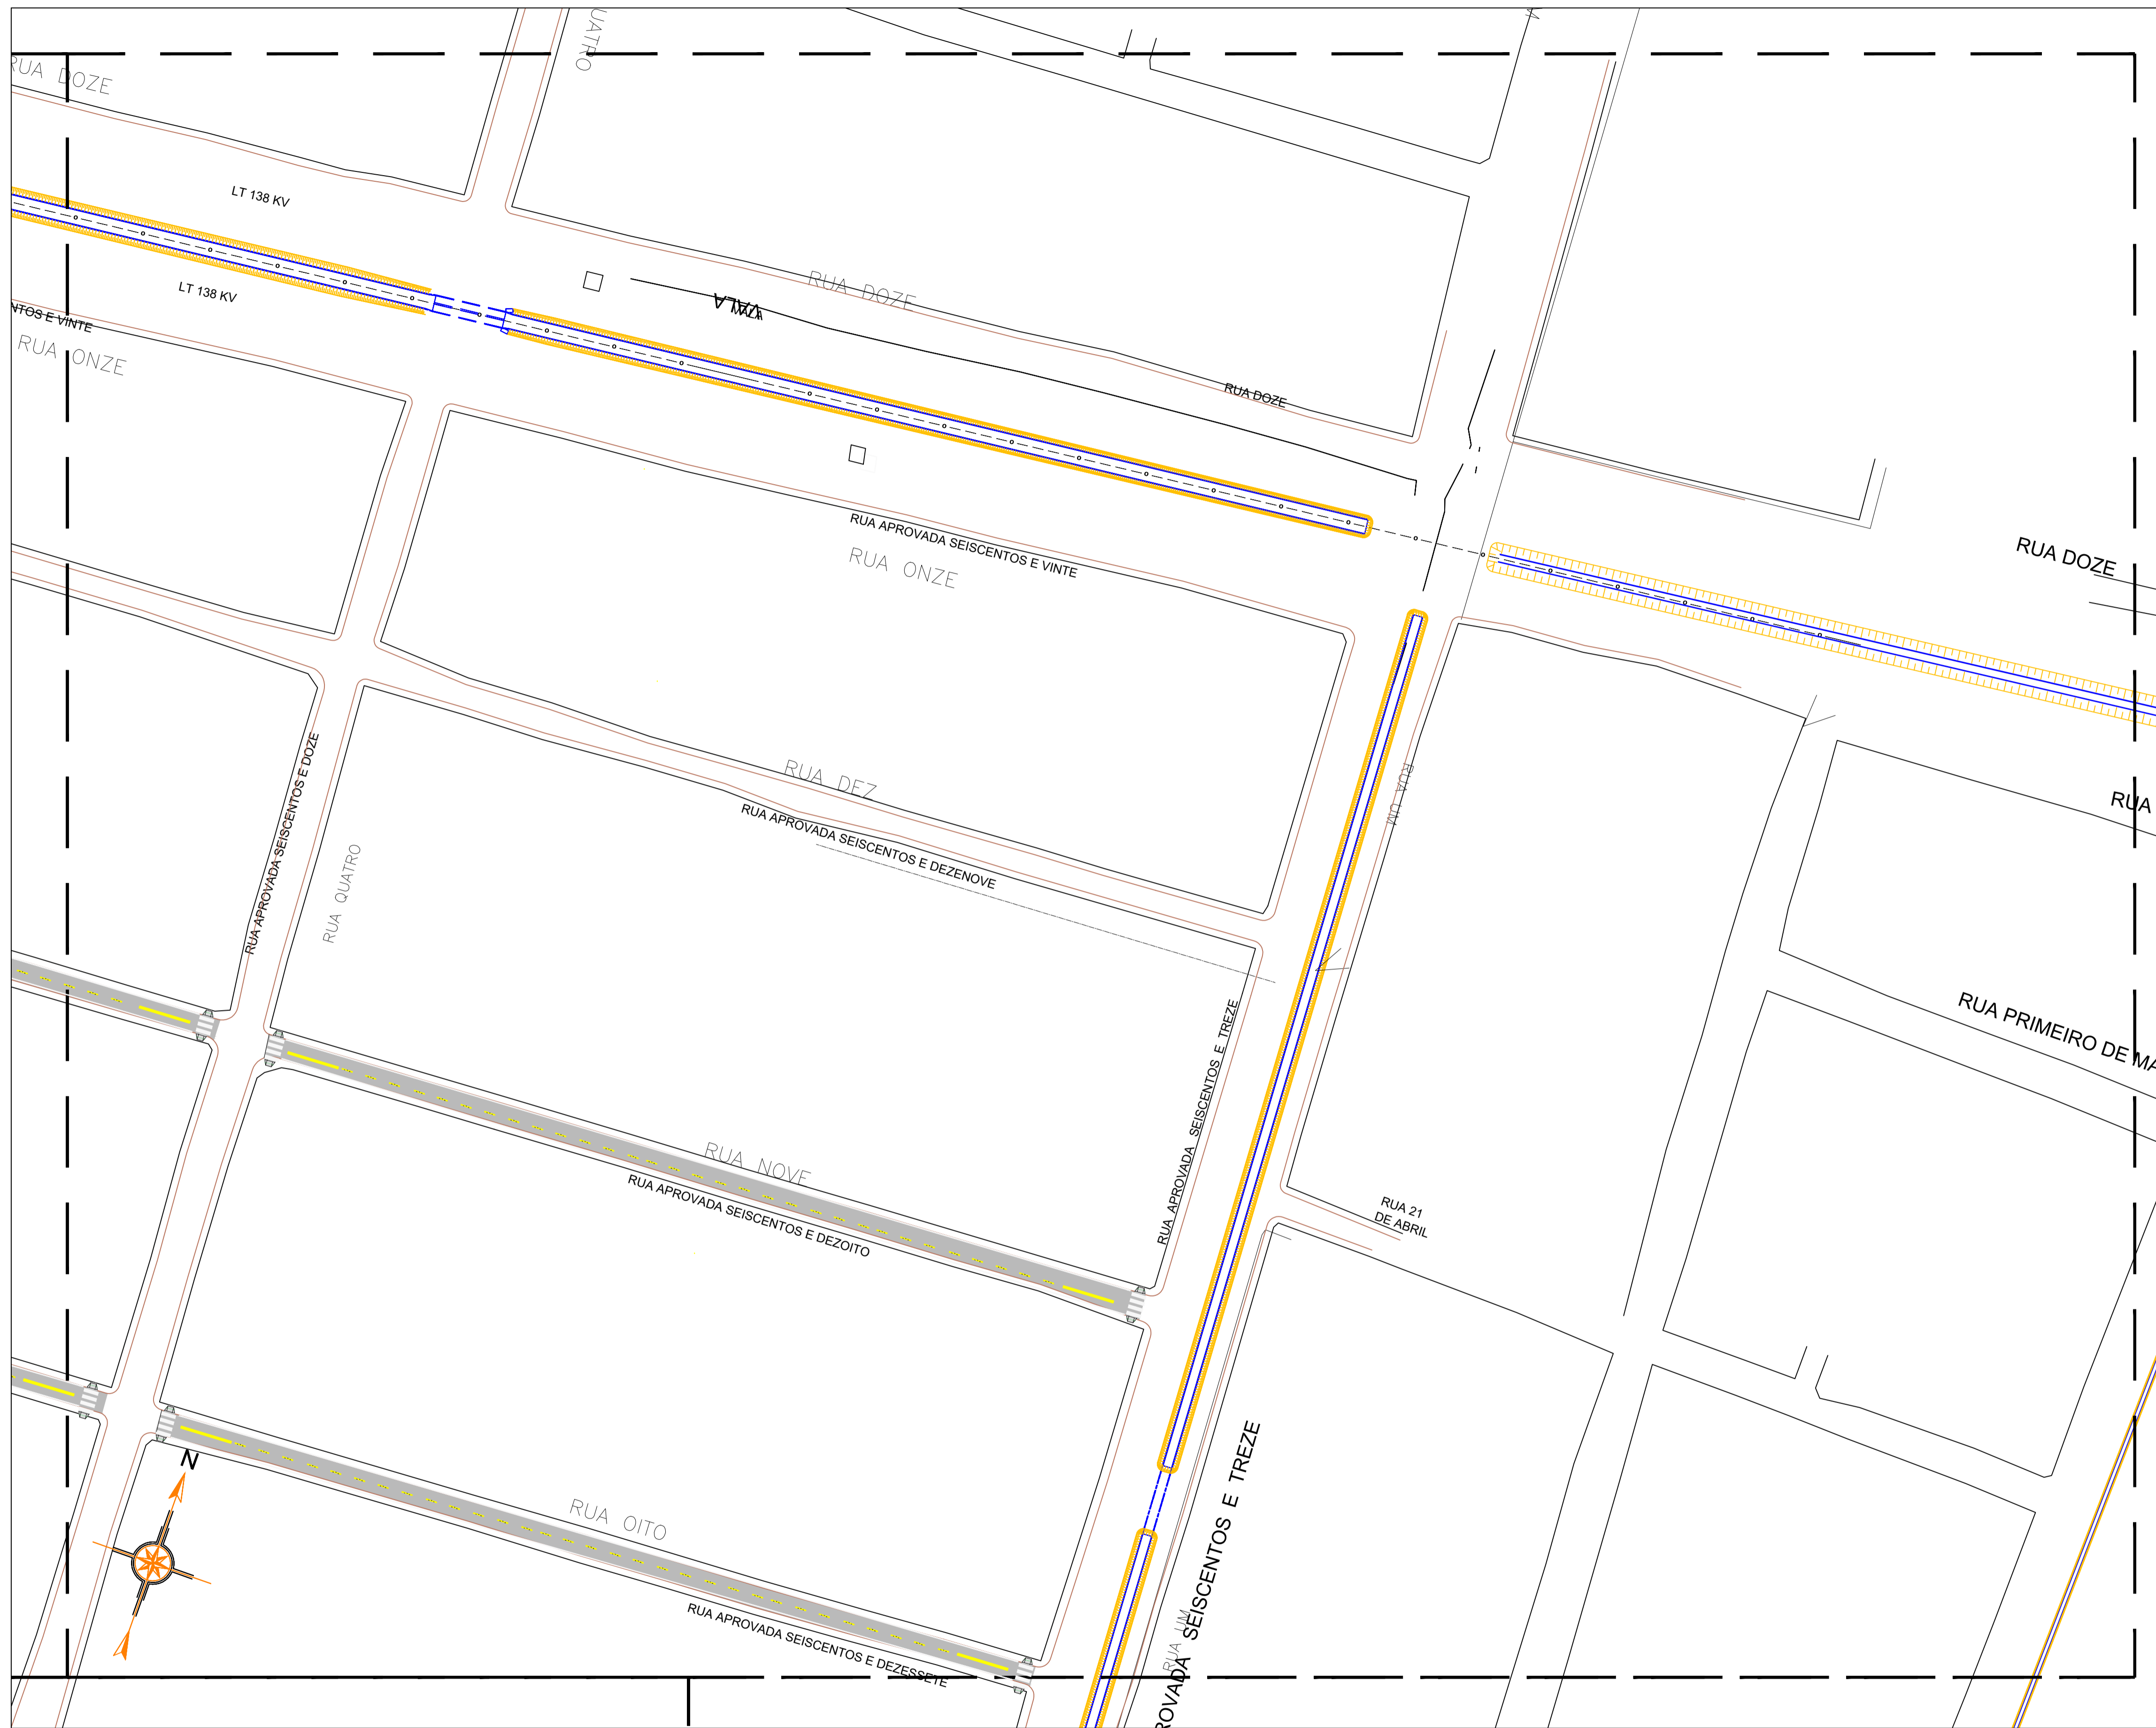 UATRO
RUA DOZE
LT 138 KV
LT 138 KV
NTOS E VINTE
RUA ONZE
RUA DOZE
VALA
RUA DOZE
RUA APROVADA SEISCENTOS E VINTE
RUA ONZE
RUA DOZE
RUA APROVADA SEISCENTOS E DOZE
RUA QUATRO
RUA DEZ
RUA APROVADA SEISCENTOS E DEZENOVE
RUA UM
RUA
RUA PRIMEIRO DE MA
RUA APROVADA SEISCENTOS E TREZE
RUA NOVE
RUA APROVADA SEISCENTOS E DEZOITO
RUA 21
DE ABRIL
N
RUA OITO
RUA APROVADA SEISCENTOS E DEZESSETE
RUA UM
ROVADA SEISCENTOS E TREZE